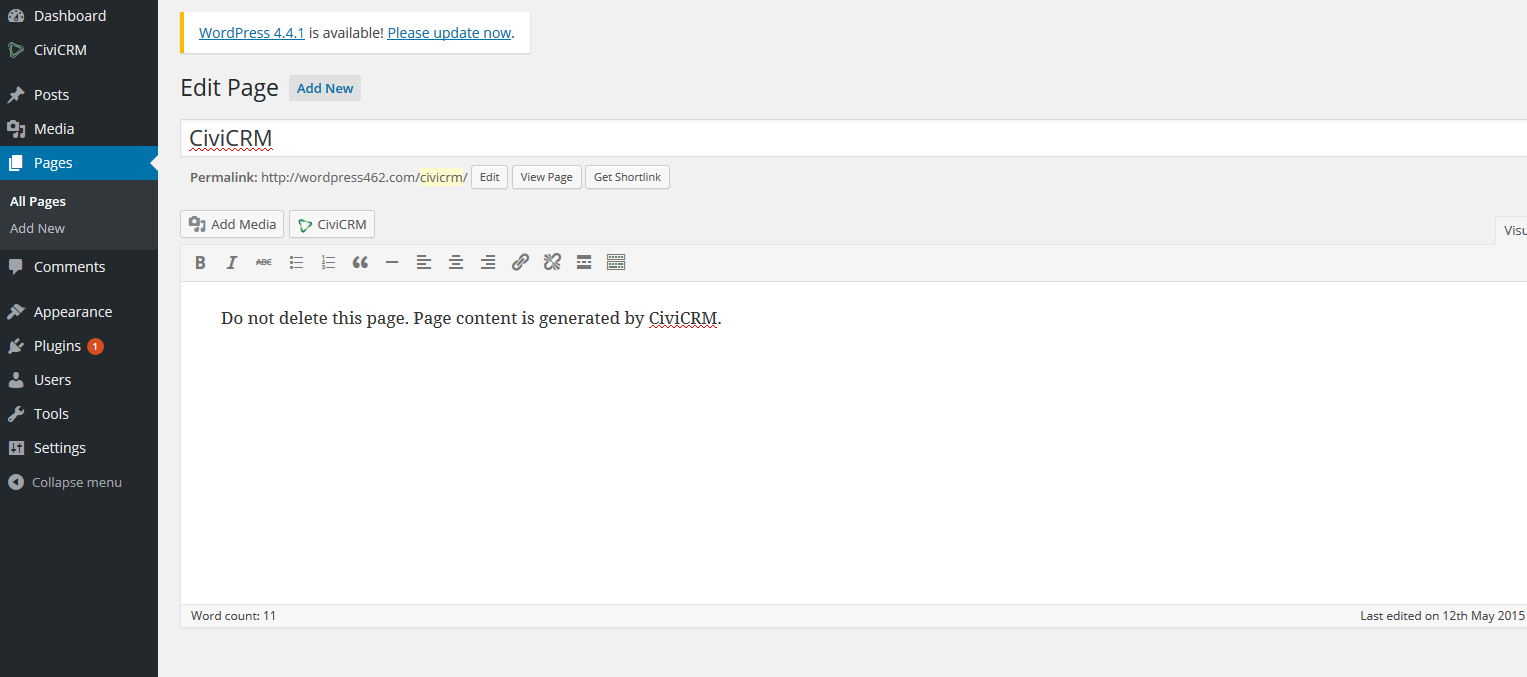 Dashboard
CiviCRM
Posts
Media
Pages
All Pages
Add New
Comments
Appearance
Plugins 1
Users
Tools
Settings
Collapse menu
WordPress 4.4.1 is available! Please update now.
Edit Page Add New
CiviCRM
Permalink: http://wordpress462.com/civicrm/ Edit View Page Get Shortlink
Add Media CiviCRM
Visu
B I ABC
Do not delete this page. Page content is generated by CiviCRM.
Word count: 11 Last edited on 12th May 2015